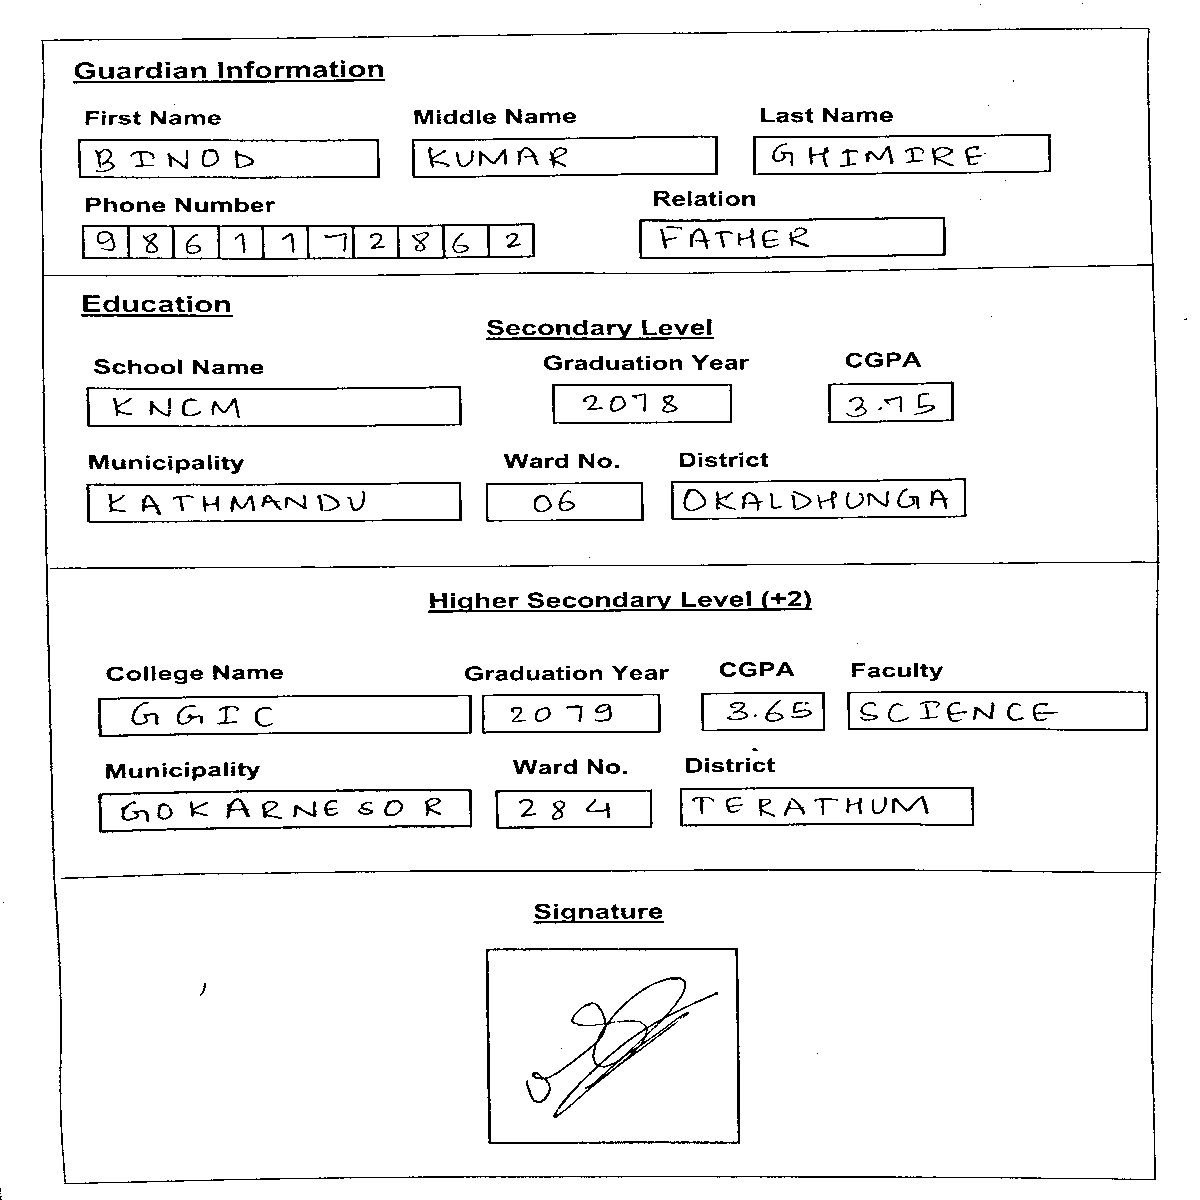 Guardian Information
First Name Middle Name Last Name
BINOD KUMAR GHIMIRE
Phone Number Relation
9861172862 FATHER
Education
Secondary Level
School Name Graduation Year CGPA
KNCM 2078 3.75
Municipality Ward No. District
KATHMANDU 06 OKALDHUNGA
Higher Secondary Level (+2)
College Name Graduation Year CGPA Faculty
GGIC 2079 3.65 SCIENCE
Municipality Ward No. District
GOKARNESOR 284 TERATHUM
Signature